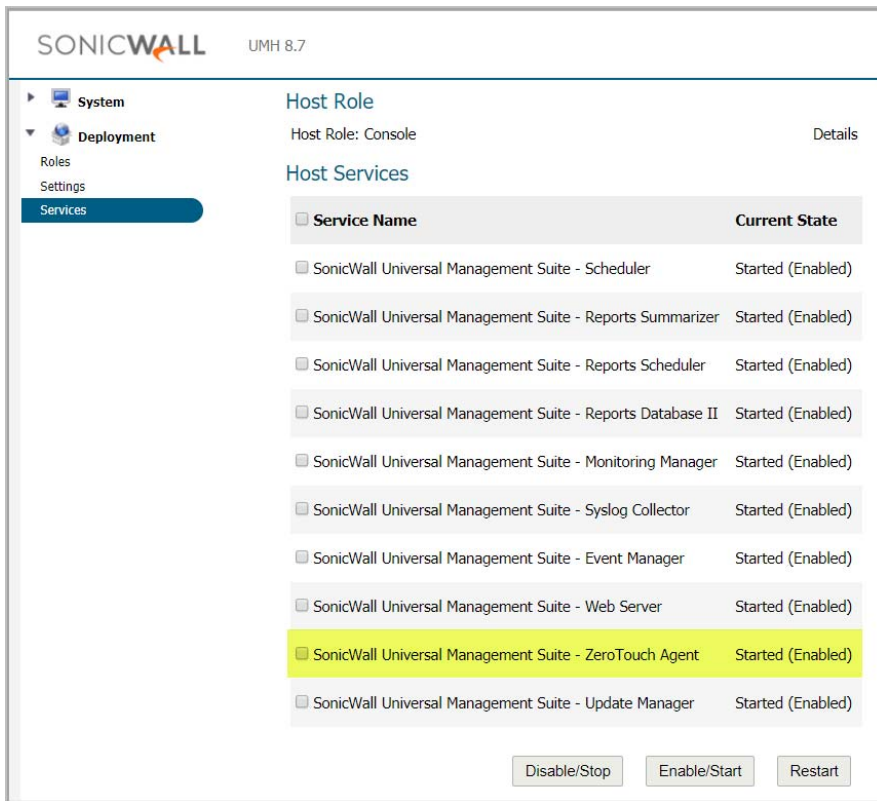 SONICWALL UMH 8.7
System
Deployment
Roles
Settings
Services
Host Role
Host Role: Console Details
Host Services
Service Name Current State
SonicWall Universal Management Suite - Scheduler Started (Enabled)
SonicWall Universal Management Suite - Reports Summarizer Started (Enabled)
SonicWall Universal Management Suite - Reports Scheduler Started (Enabled)
SonicWall Universal Management Suite - Reports Database II Started (Enabled)
SonicWall Universal Management Suite - Monitoring Manager Started (Enabled)
SonicWall Universal Management Suite - Syslog Collector Started (Enabled)
SonicWall Universal Management Suite - Event Manager Started (Enabled)
SonicWall Universal Management Suite - Web Server Started (Enabled)
SonicWall Universal Management Suite - ZeroTouch Agent Started (Enabled)
SonicWall Universal Management Suite - Update Manager Started (Enabled)
Disable/Stop Enable/Start Restart